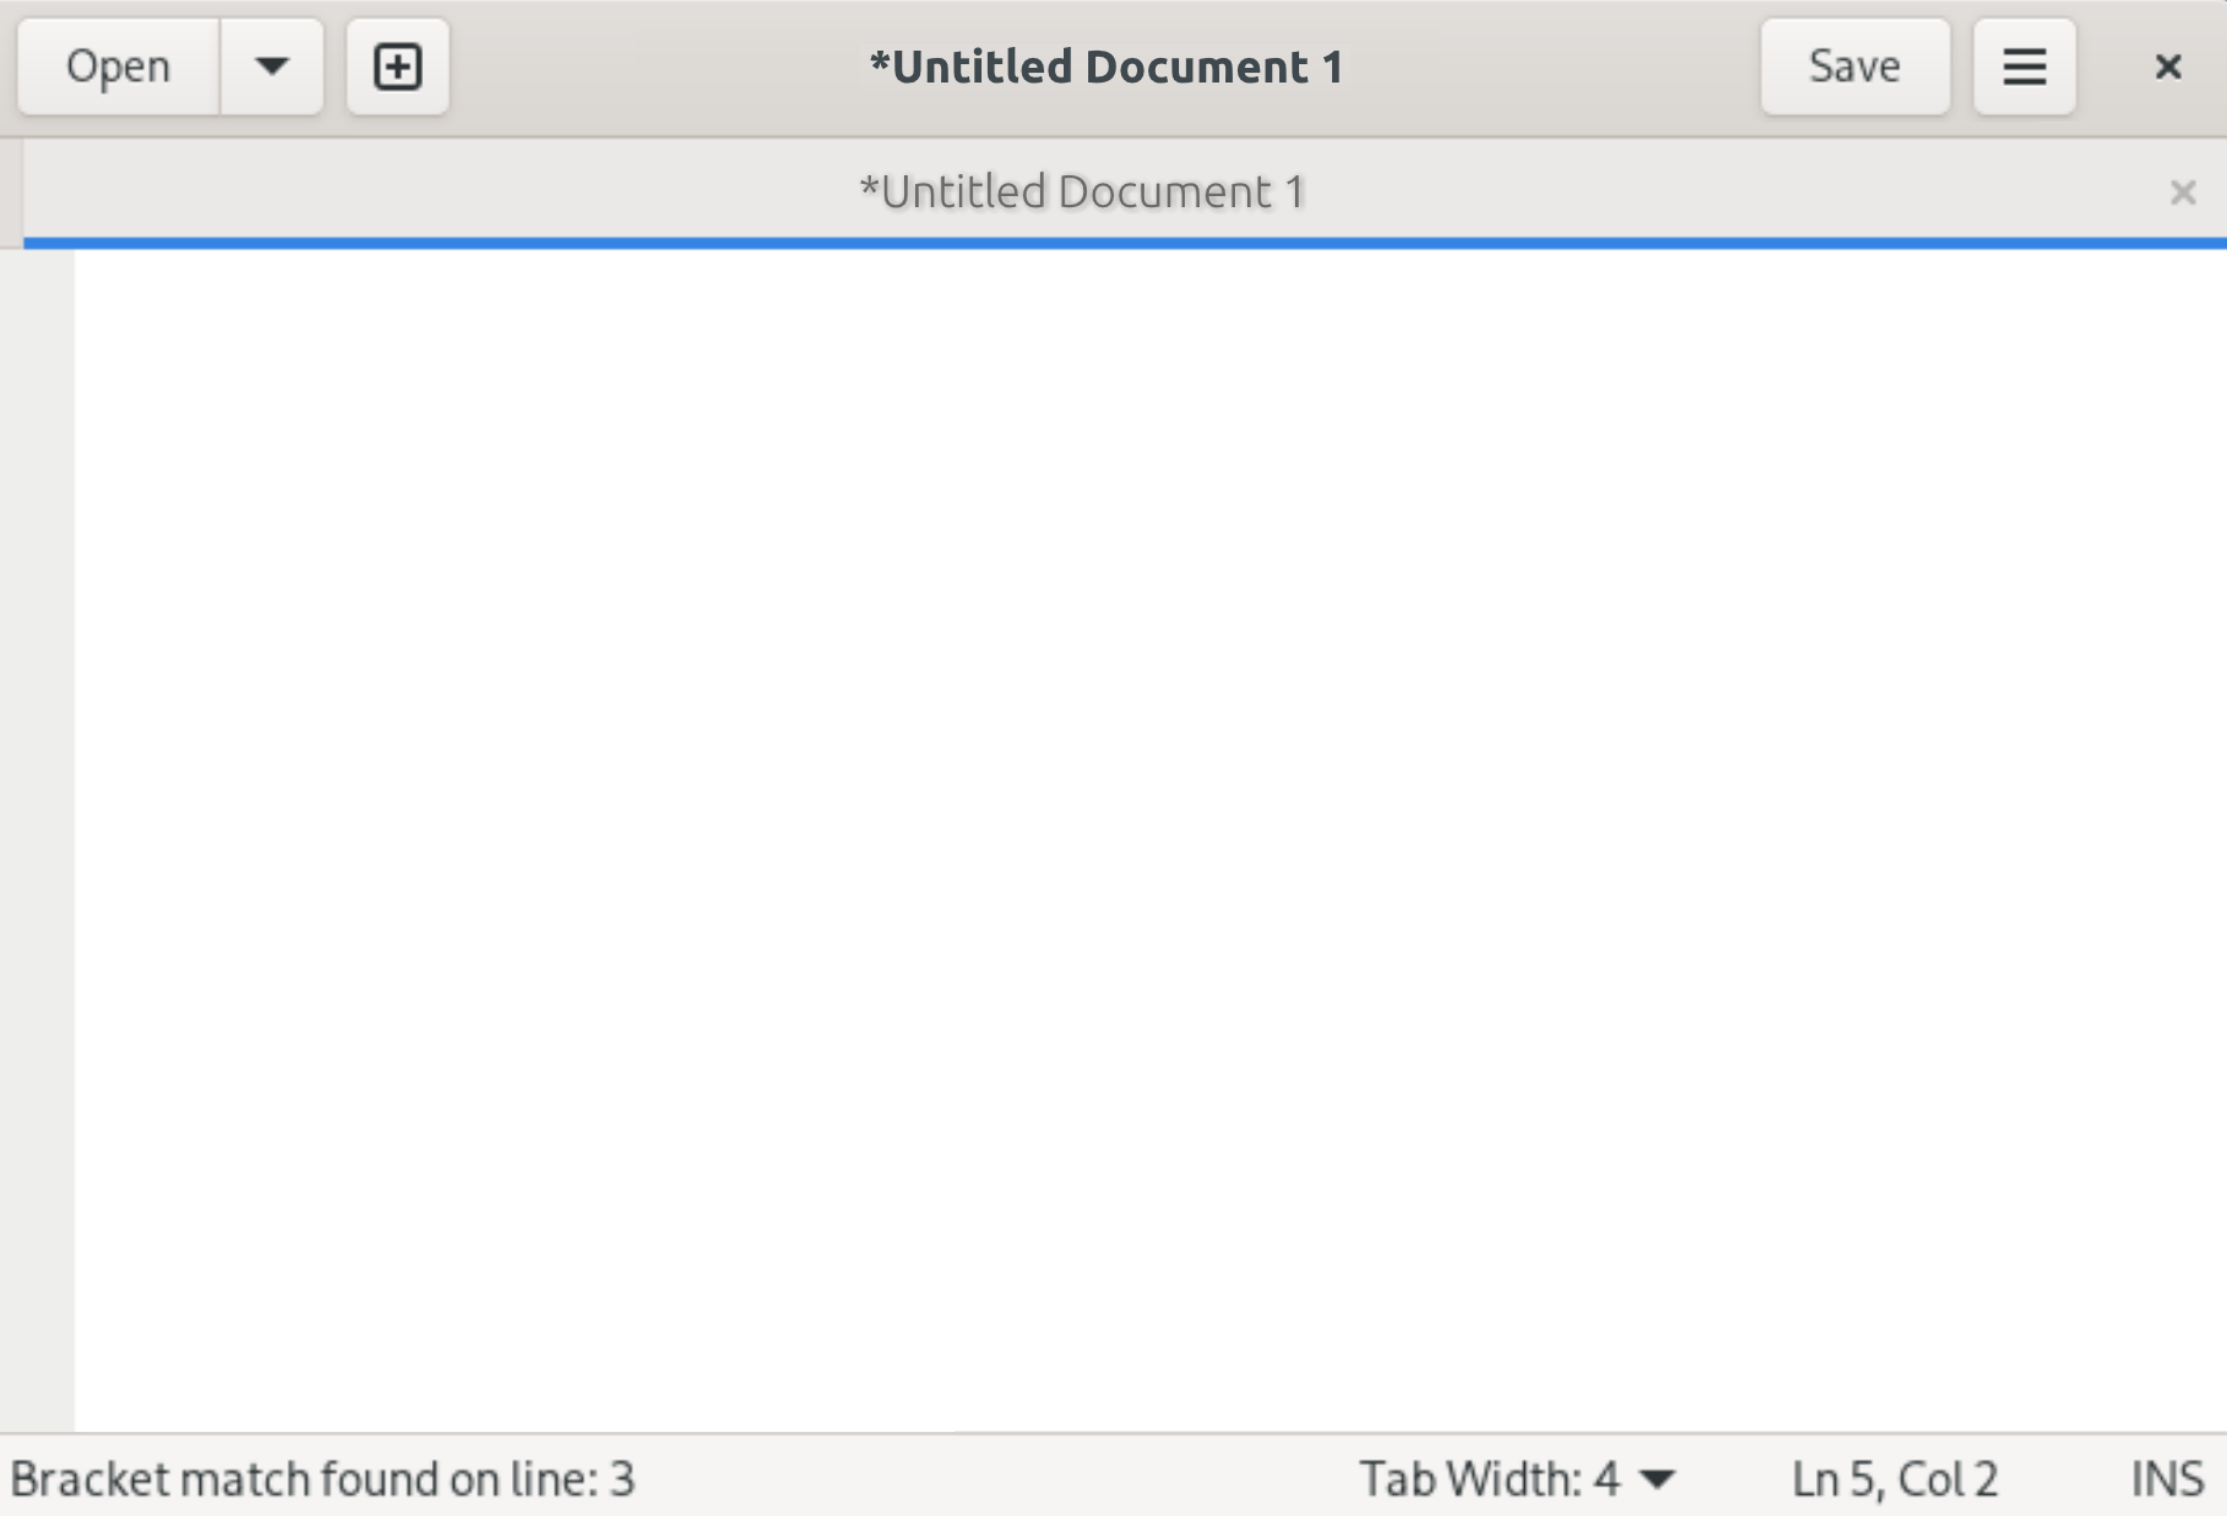 Open
*Untitled Document 1
Save
*Untitled Document 1
Bracket match found on line: 3
Tab Width: 4
Ln 5, Col 2
INS